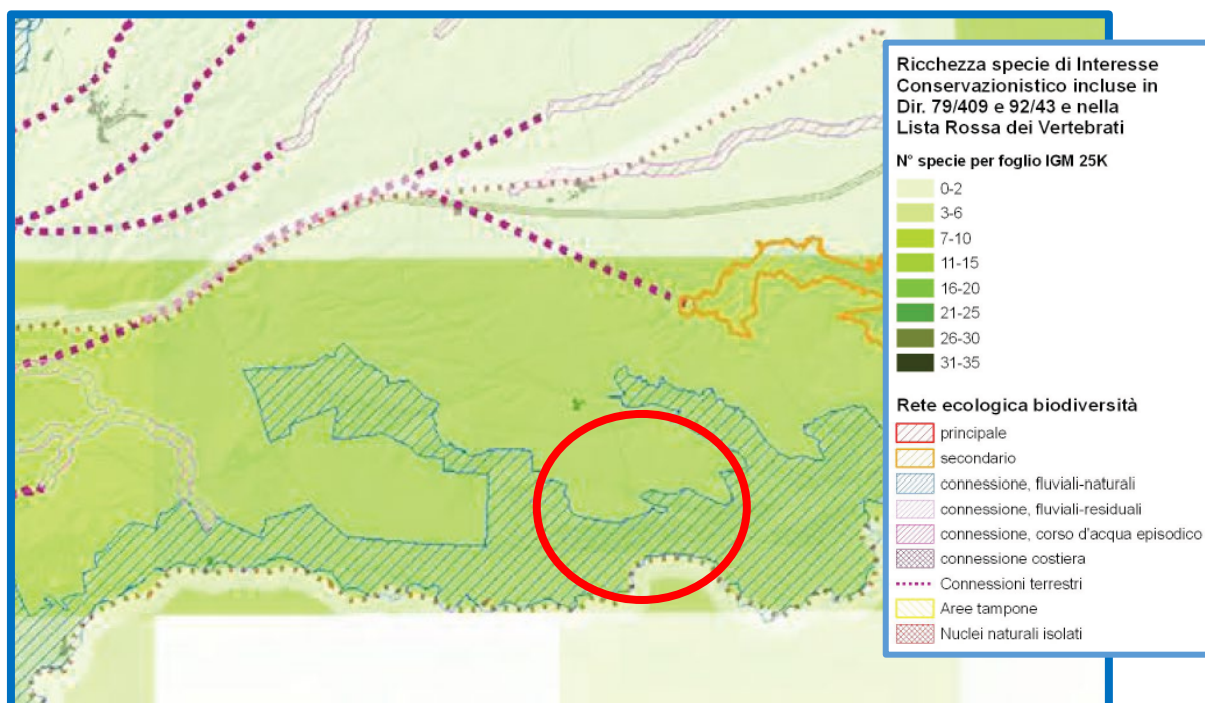 Ricchezza specie di Interesse
Conservazionistico incluse in
Dir. 79/409 e 92/43 e nella
Lista Rossa dei Vertebrati
N° specie per foglio IGM 25K
0-2
3-6
7-10
11-15
16-20
21-25
26-30
31-35
Rete ecologica biodiversità
principale
secondario
connessione, fluviali-naturali
connessione, fluviali-residuali
connessione, corso d'acqua episodico
connessione costiera
Connessioni terrestri
Aree tampone
Nuclei naturali isolati